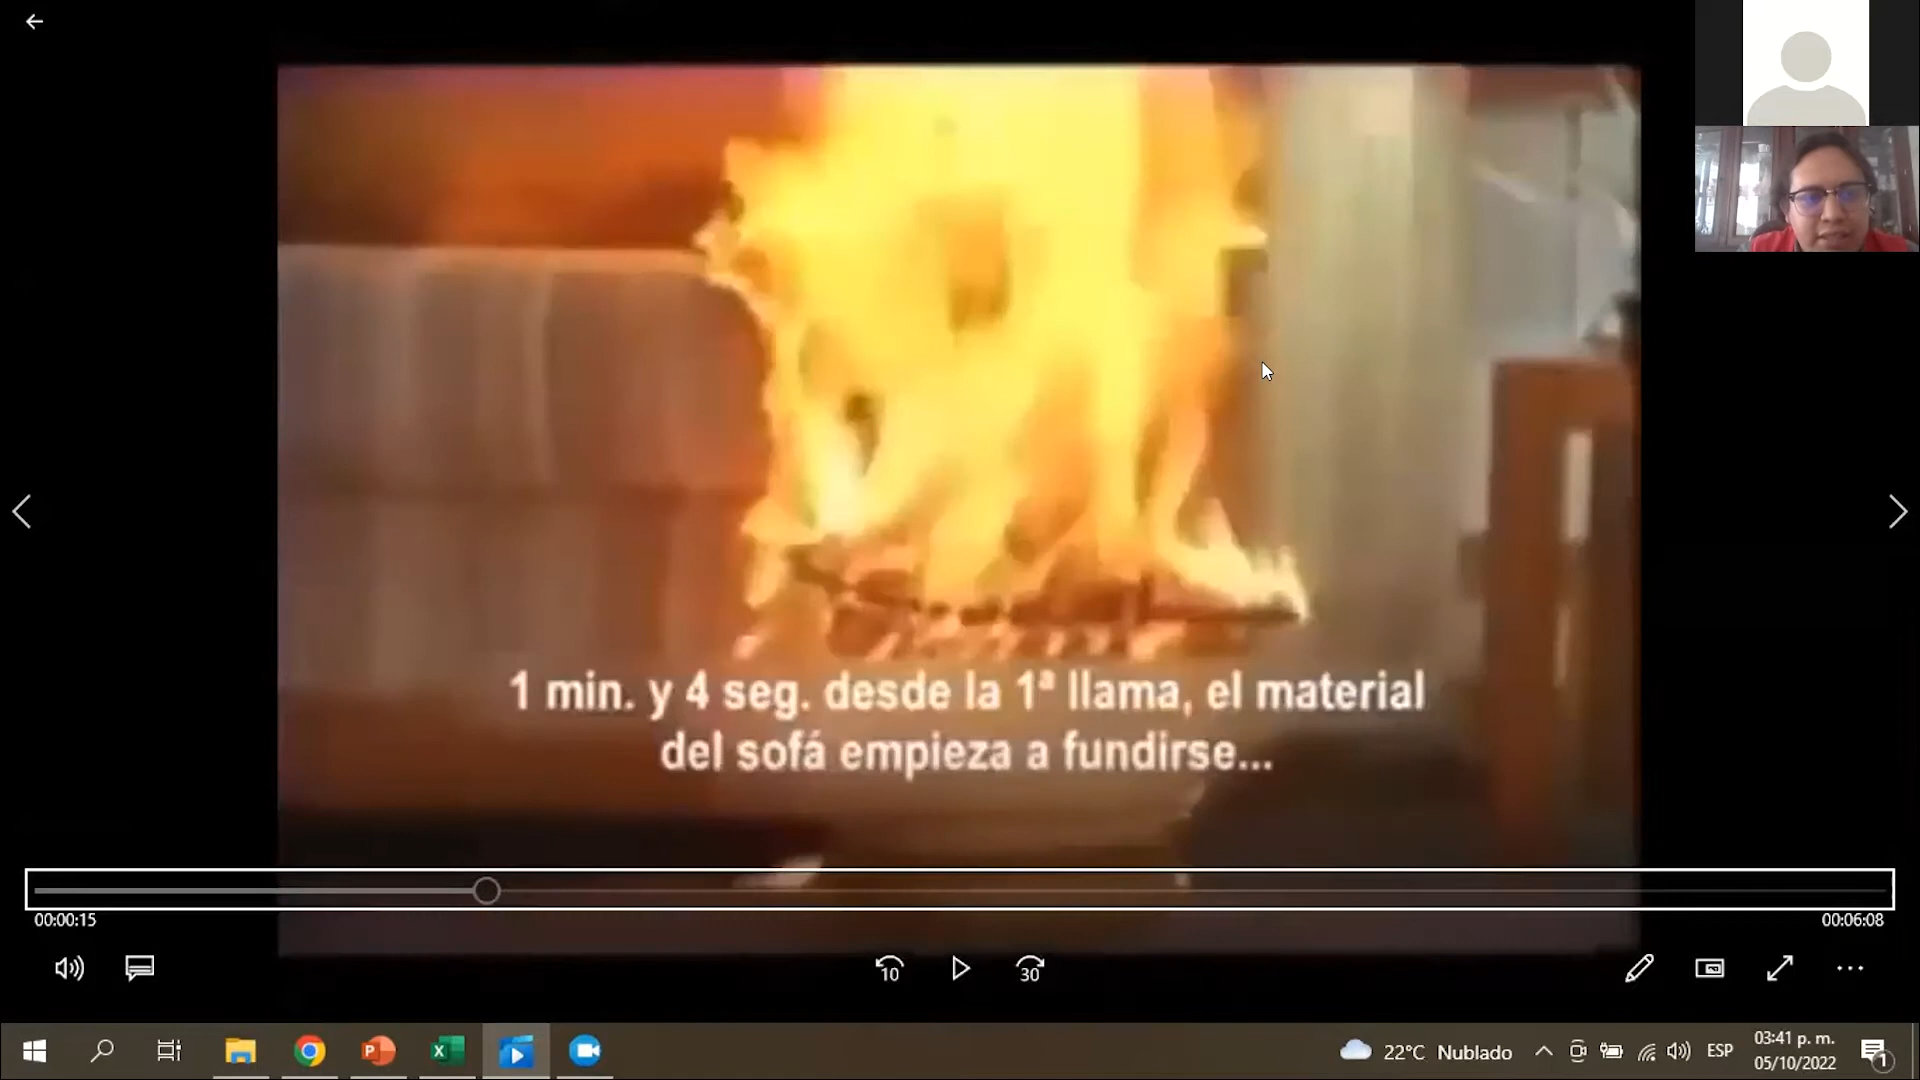 1 min. y 4 seg. desde la 1ª llama, el material
del sofá empieza a fundirse...
00:00:15
00:06:08
10
30
22°C Nublado
ESP
03:41 p. m.
05/10/2022
1